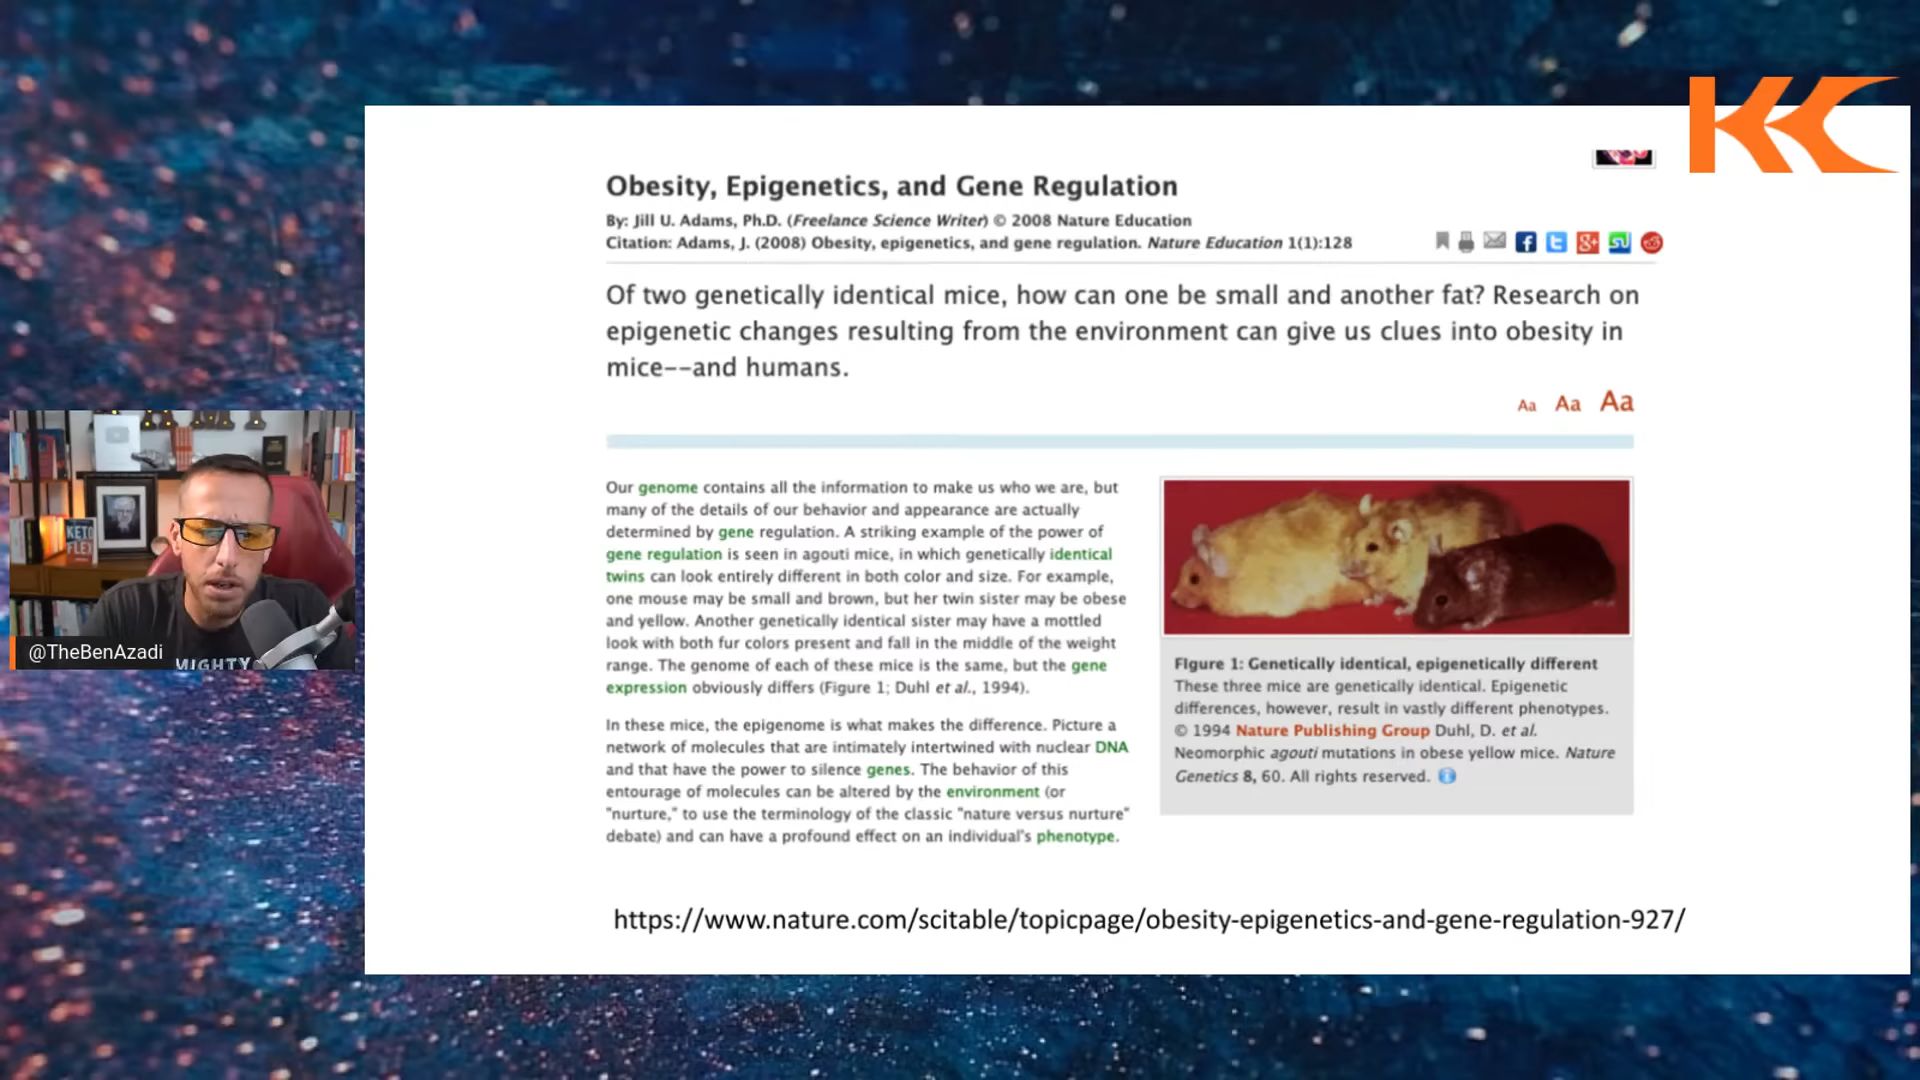 KC
Obesity, Epigenetics, and Gene Regulation
By: Jill U. Adams, Ph.D. (Freelance Science Writer) © 2008 Nature Education
Citation: Adams, J. (2008) Obesity, epigenetics, and gene regulation. Nature Education 1(1):128
Of two genetically identical mice, how can one be small and another fat? Research on
epigenetic changes resulting from the environment can give us clues into obesity in
mice--and humans.
Aa Aa Aa
Our genome contains all the information to make us who we are, but
many of the details of our behavior and appearance are actually
determined by gene regulation. A striking example of the power of
gene regulation is seen in agouti mice, in which genetically identical
twins can look entirely different in both color and size. For example,
one mouse may be small and brown, but her twin sister may be obese
and yellow. Another genetically identical sister may have a mottled
look with both fur colors present and fall in the middle of the weight
range. The genome of each of these mice is the same, but the gene
expression obviously differs (Figure 1; Duhl et al., 1994).
In these mice, the epigenome is what makes the difference. Picture a
network of molecules that are intimately intertwined with nuclear DNA
and that have the power to silence genes. The behavior of this
entourage of molecules can be altered by the environment (or
"nurture," to use the terminology of the classic "nature versus nurture"
debate) and can have a profound effect on an individual's phenotype.
Figure 1: Genetically identical, epigenetically different
These three mice are genetically identical. Epigenetic
differences, however, result in vastly different phenotypes.
© 1994 Nature Publishing Group Duhl, D. et al.
Neomorphic agouti mutations in obese yellow mice. Nature
Genetics 8, 60. All rights reserved.
https://www.nature.com/scitable/topicpage/obesity-epigenetics-and-gene-regulation-927/
KETO
FLEX
@TheBenAzadi
MIGHTY